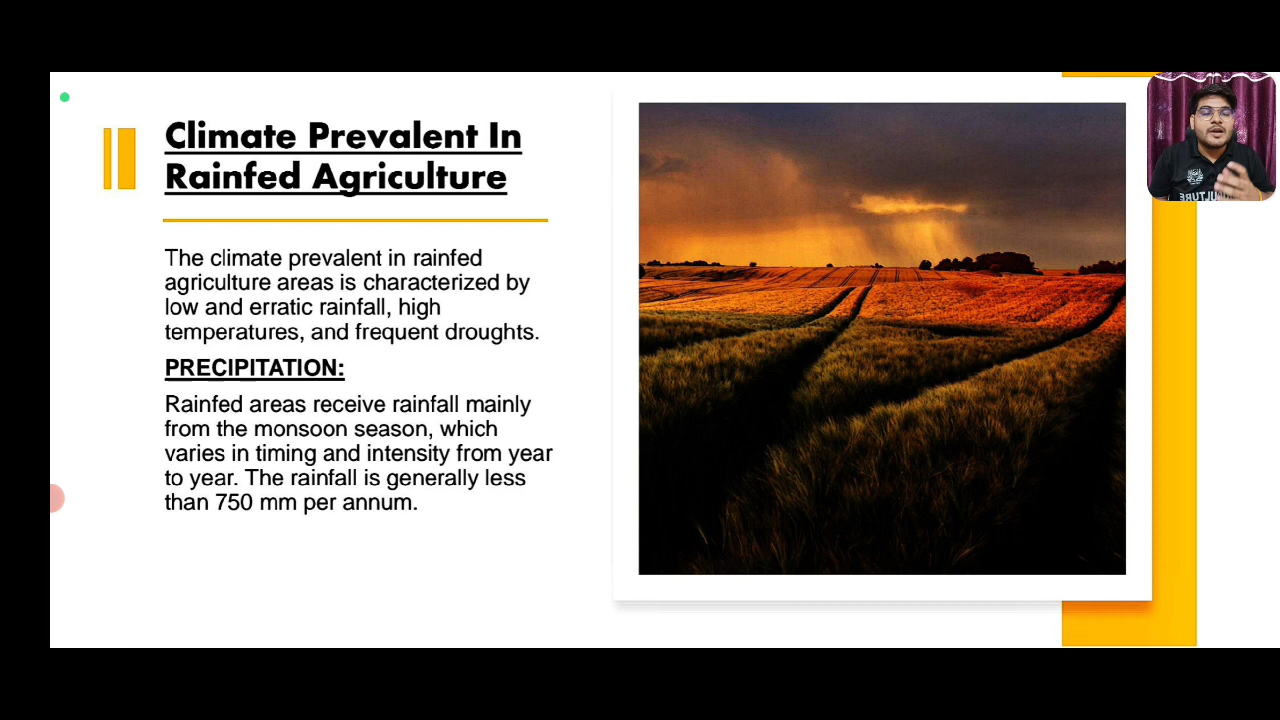 Climate Prevalent In
Rainfed Agriculture
The climate prevalent in rainfed
agriculture areas is characterized by
low and erratic rainfall, high
temperatures, and frequent droughts.
PRECIPITATION:
Rainfed areas receive rainfall mainly
from the monsoon season, which
varies in timing and intensity from year
to year. The rainfall is generally less
than 750 mm per annum.